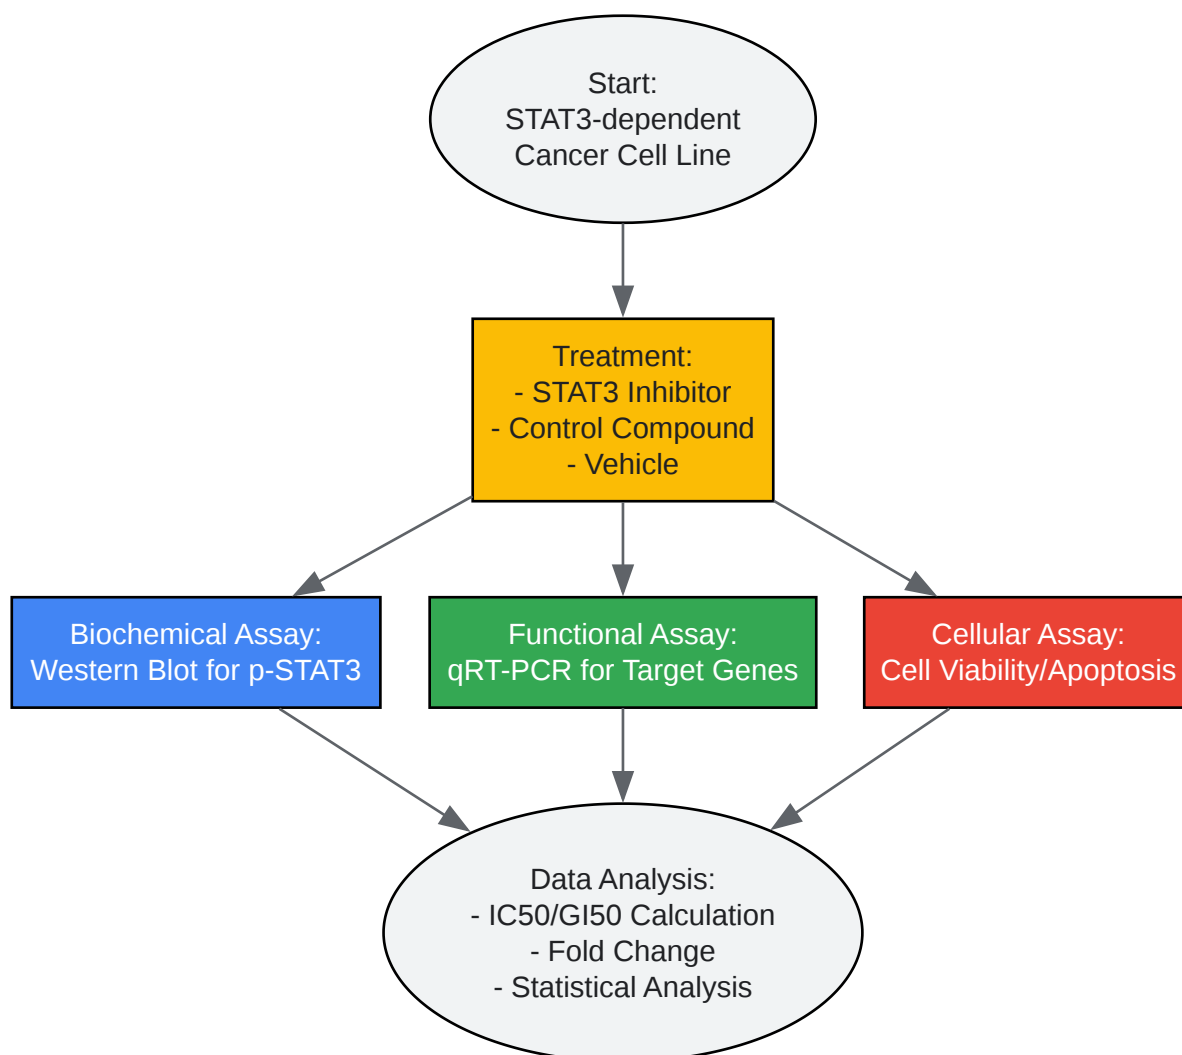 Start:
STAT3-dependent
Cancer Cell Line
Treatment:
- STAT3 Inhibitor
- Control Compound
- Vehicle
Biochemical Assay:
Western Blot for p-STAT3
Functional Assay:
qRT-PCR for Target Genes
Cellular Assay:
Cell Viability/Apoptosis
Data Analysis:
- IC50/GI50 Calculation
- Fold Change
- Statistical Analysis